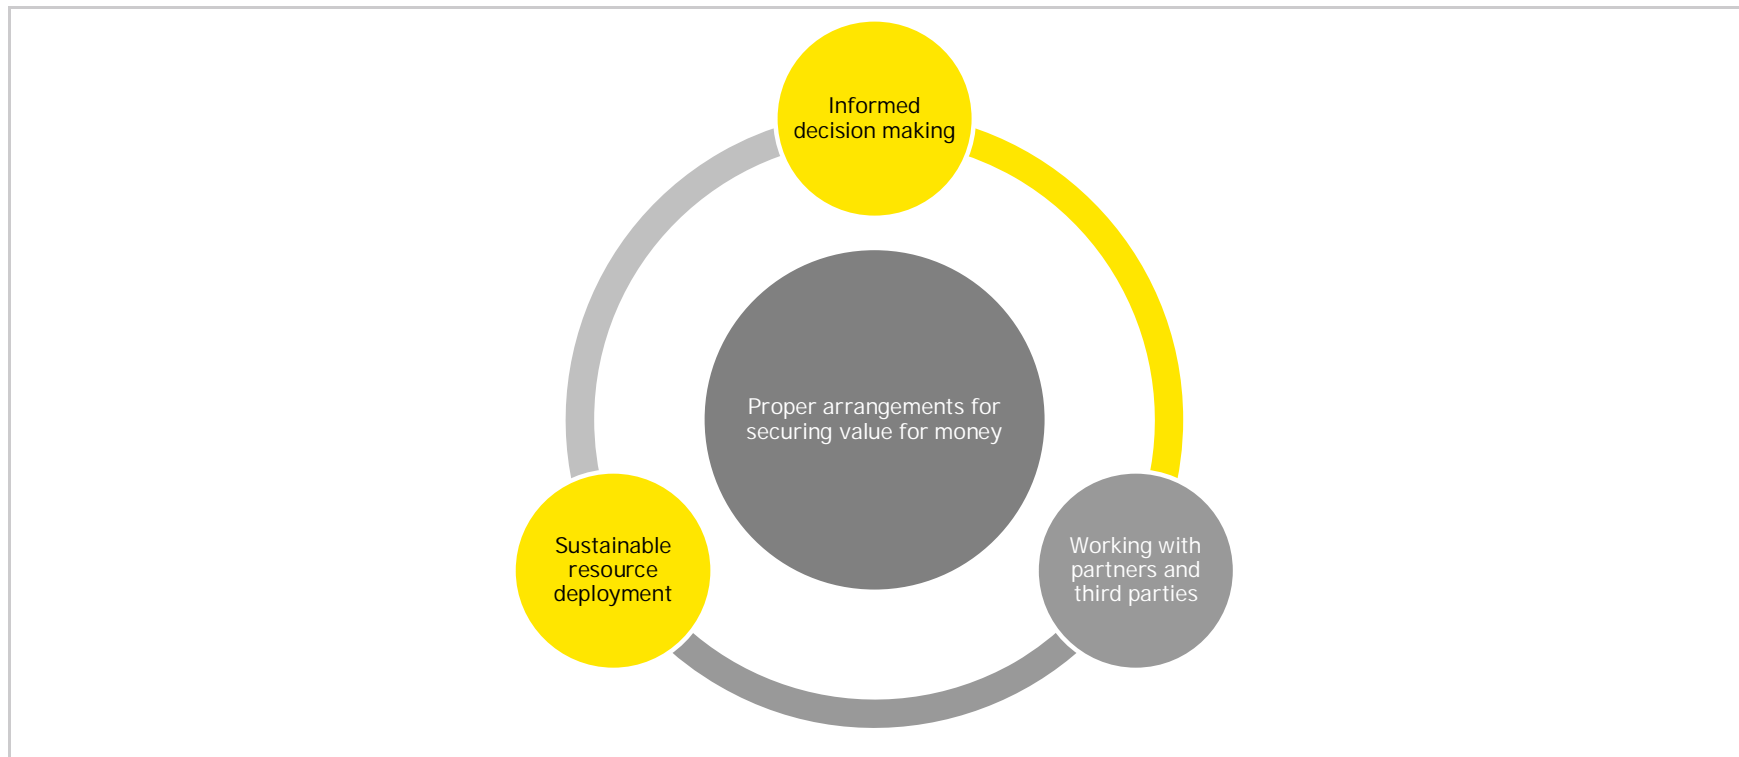 Informed
decision making
Proper arrangements for
securing value for money
Sustainable
resource
deployment
Working with
partners and
third parties